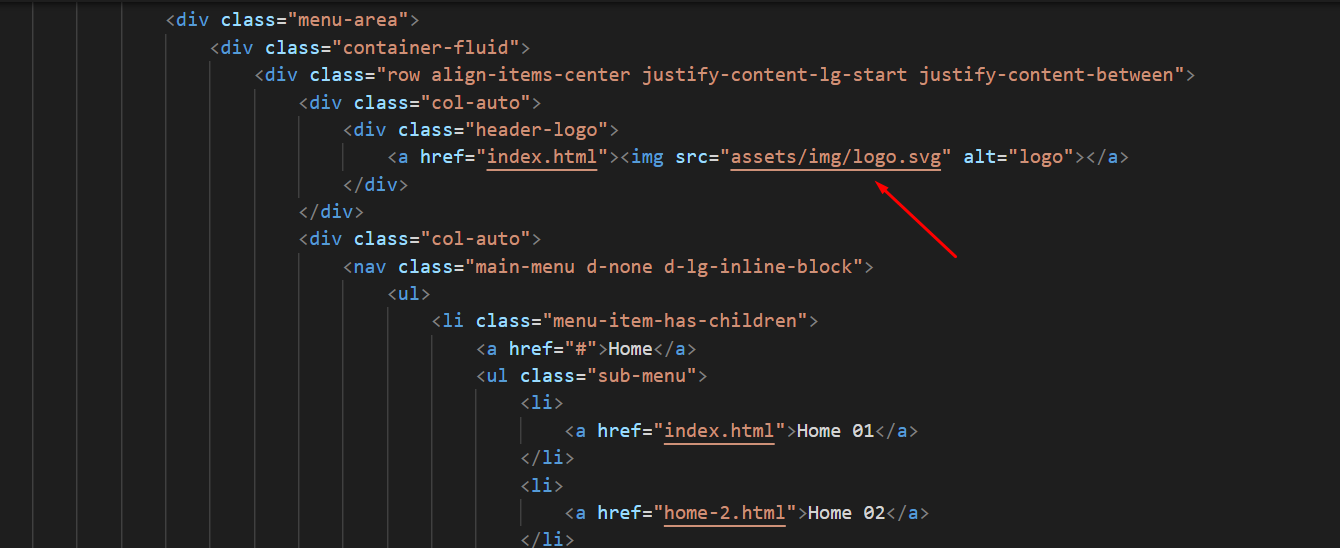 <div class="menu-area">
<div class="container-fluid">
<div class="row align-items-center justify-content-lg-start justify-content-between">
<div class="col-auto">
<div class="header-logo">
<a href="index.html"><img src="assets/img/logo.svg" alt="logo"></a>
</div>
</div>
<div class="col-auto">
<nav class="main-menu d-none d-lg-inline-block">
<ul>
<li class="menu-item-has-children">
<a href="#">Home</a>
<ul class="sub-menu">
<li>
<a href="index.html">Home 01</a>
</li>
<li>
<a href="home-2.html">Home 02</a>
</li>